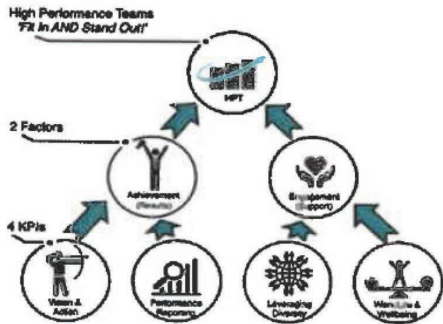 High Performance Teams
'Fit In AND Stand Out!'
HPT
2 Factors
Achievement
(Results)
Engagement
(Support)
4 KPIs
Vision &
Action
Performance
Reporting
Leveraging
Diversity
Work/Life &
Wellbeing